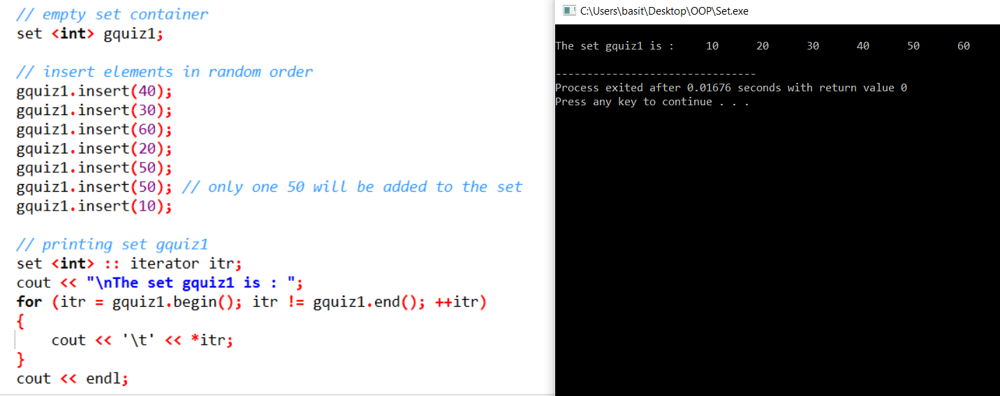 // empty set container
set <int> gquiz1;
// insert elements in random order
gquiz1.insert(40);
gquiz1.insert(30);
gquiz1.insert(60);
gquiz1.insert(20);
gquiz1.insert(50);
gquiz1.insert(50); // only one 50 will be added to the set
gquiz1.insert(10);
// printing set gquiz1
set <int> :: iterator itr;
cout << "\nThe set gquiz1 is : ";
for (itr = gquiz1.begin(); itr != gquiz1.end(); ++itr)
{
    cout << '\t' << *itr;
}
cout << endl;
C:\Users\basit\Desktop\OOP\Set.exe
The set gquiz1 is :     10      20      30      40      50      60
--------------------------------
Process exited after 0.01676 seconds with return value 0
Press any key to continue . . .